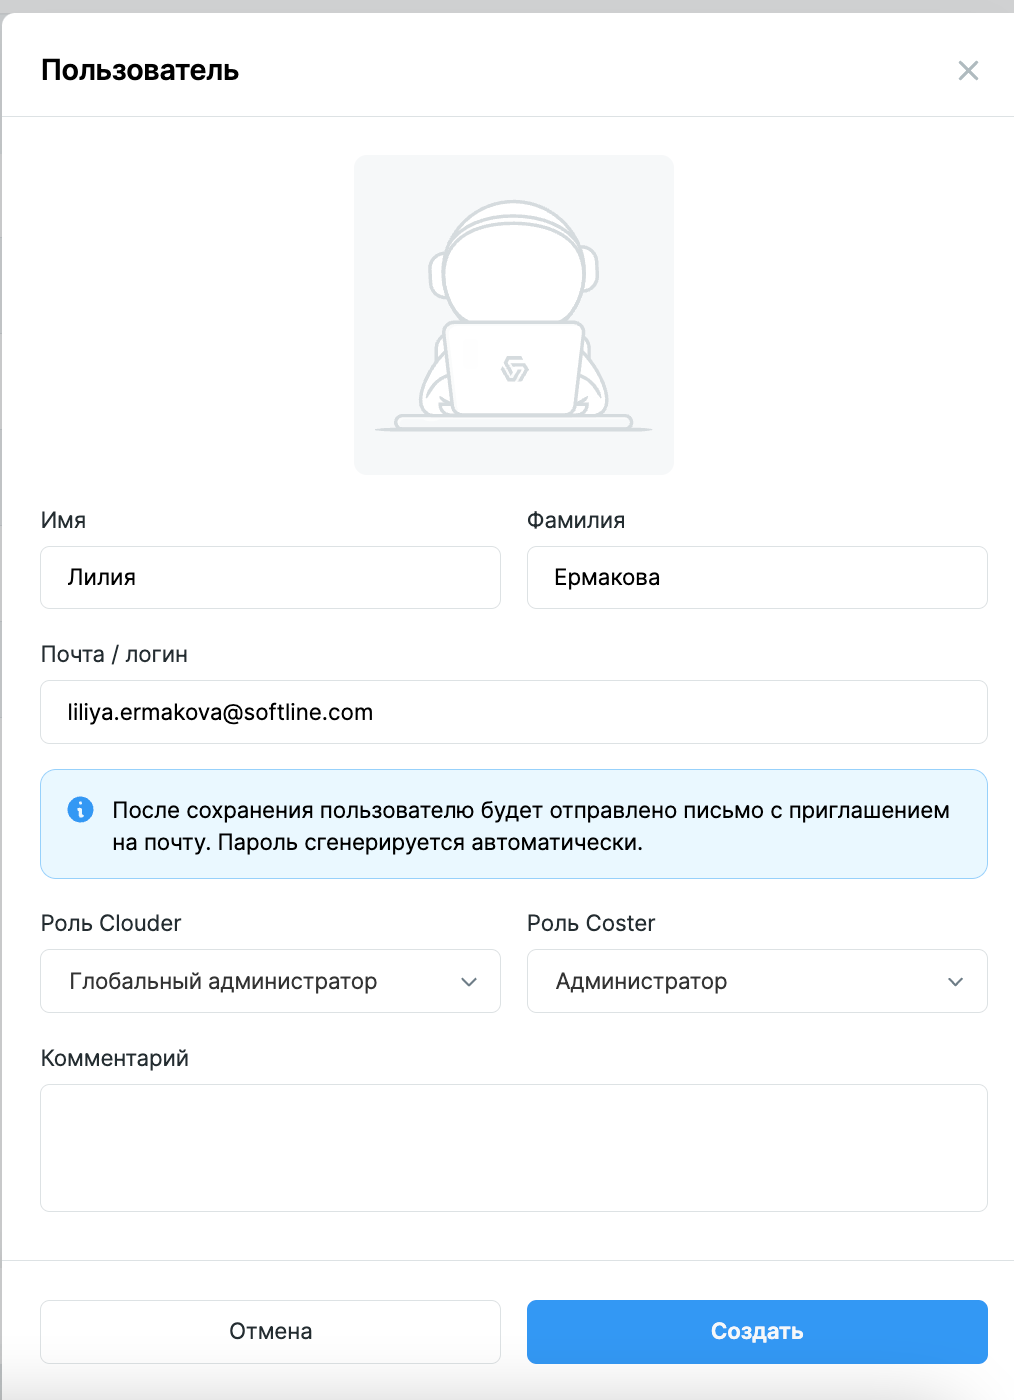 Пользователь
Имя
Фамилия
Лилия
Ермакова
Почта / логин
liliya.ermakova@softline.com
После сохранения пользователю будет отправлено письмо с приглашением
на почту. Пароль сгенерируется автоматически.
Роль Clouder
Роль Coster
Глобальный администратор
Администратор
Комментарий
Отмена
Создать